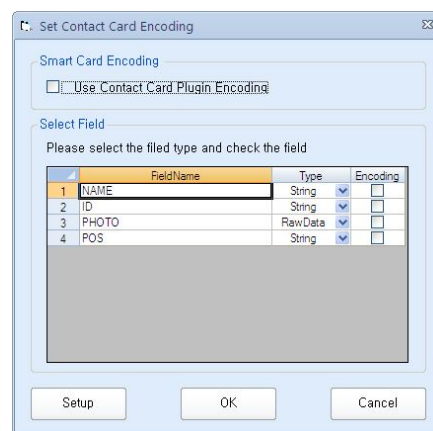 Set Contact Card Encoding
Smart Card Encoding
Use Contact Card Plugin Encoding
Select Field
Please select the filed type and check the field
FieldName Type Encoding
1 NAME String
2 ID String
3 PHOTO RawData
4 POS String
Setup OK Cancel